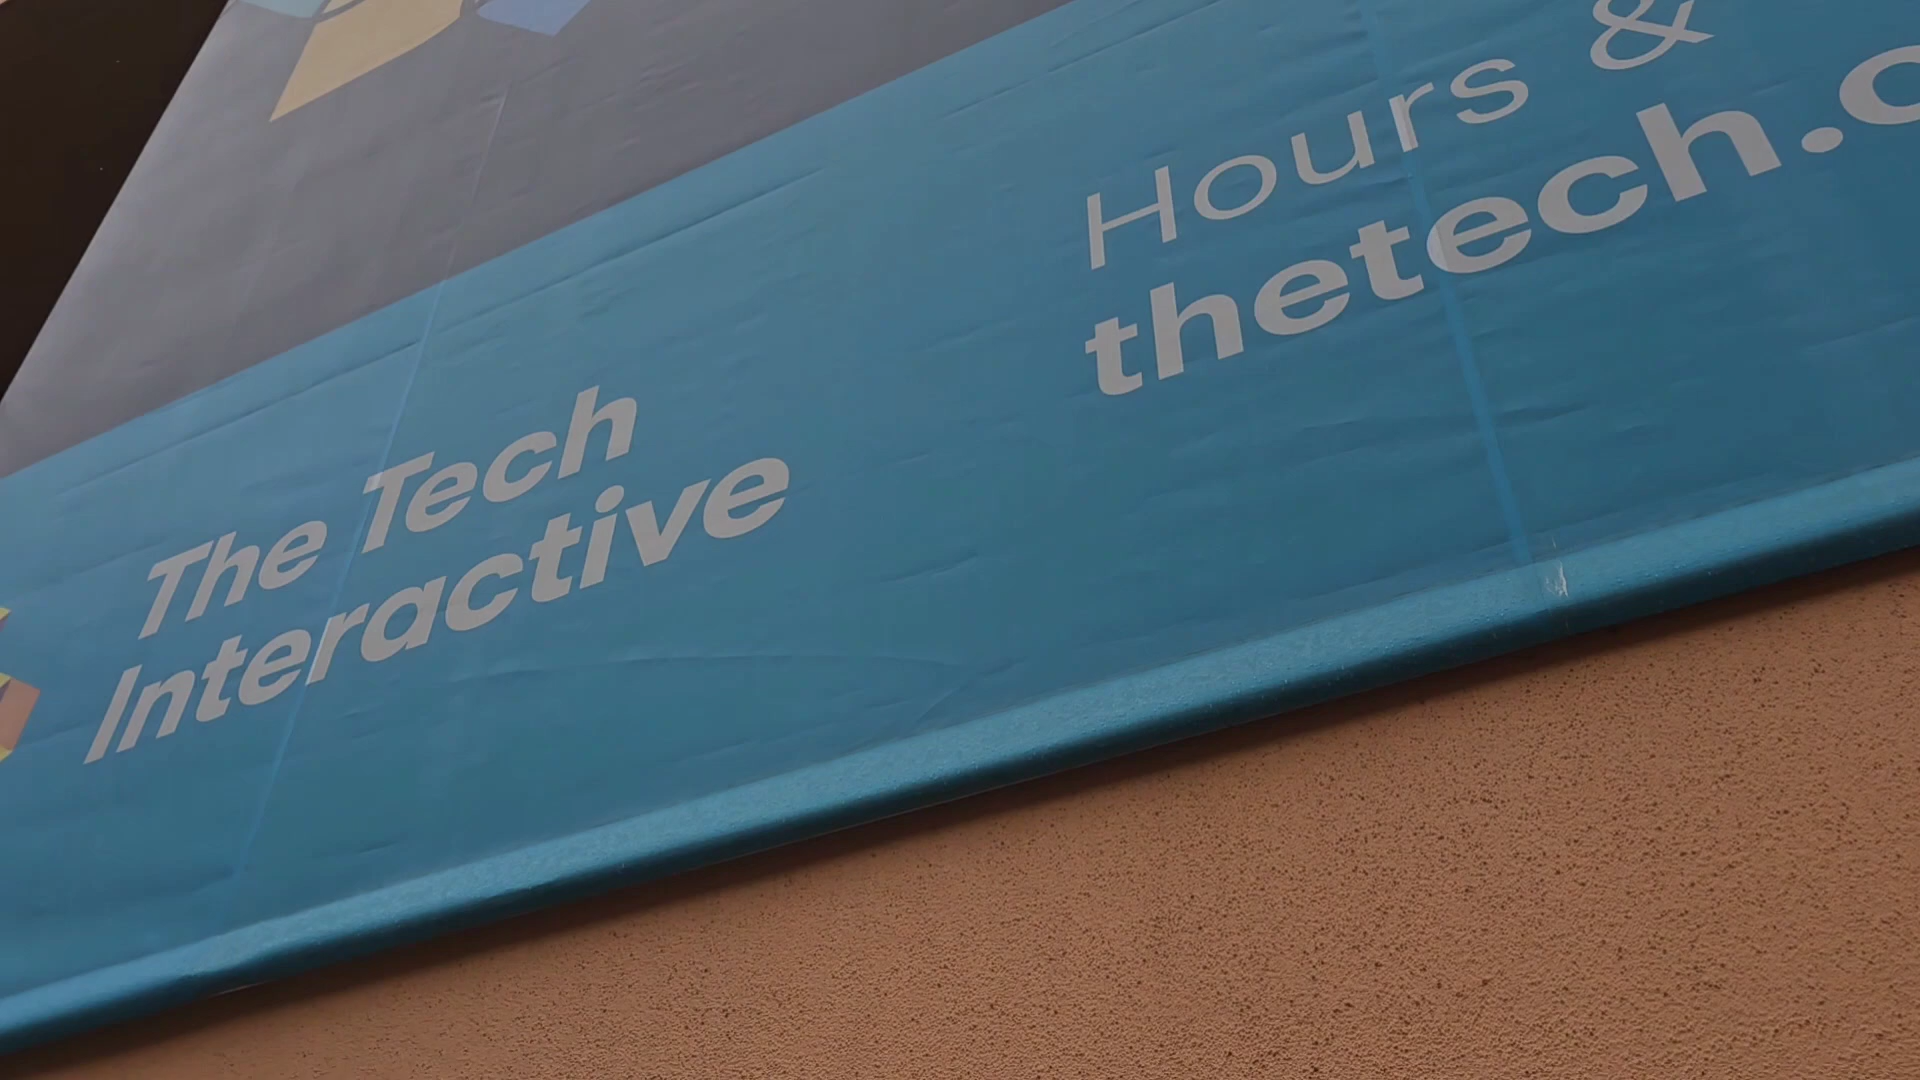 The Tech
Interactive
Hours &
thetech.